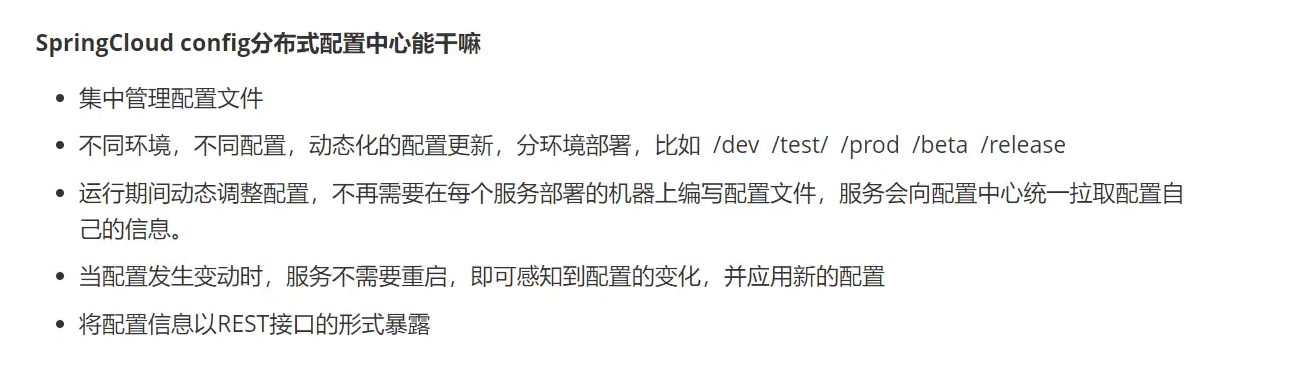 SpringCloud config分布式配置中心能干嘛
• 集中管理配置文件
• 不同环境，不同配置，动态化的配置更新，分环境部署，比如 /dev /test/ /prod /beta /release
• 运行期间动态调整配置，不再需要在每个服务部署的机器上编写配置文件，服务会向配置中心统一拉取配置自
己的信息。
• 当配置发生变动时，服务不需要重启，即可感知到配置的变化，并应用新的配置
• 将配置信息以REST接口的形式暴露